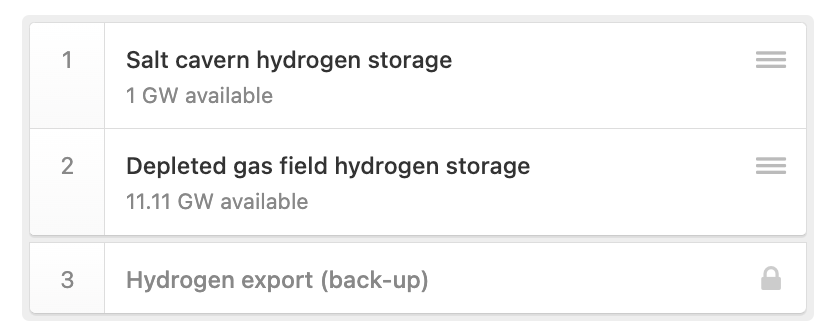 1
Salt cavern hydrogen storage
1 GW available
2
Depleted gas field hydrogen storage
11.11 GW available
3
Hydrogen export (back-up)